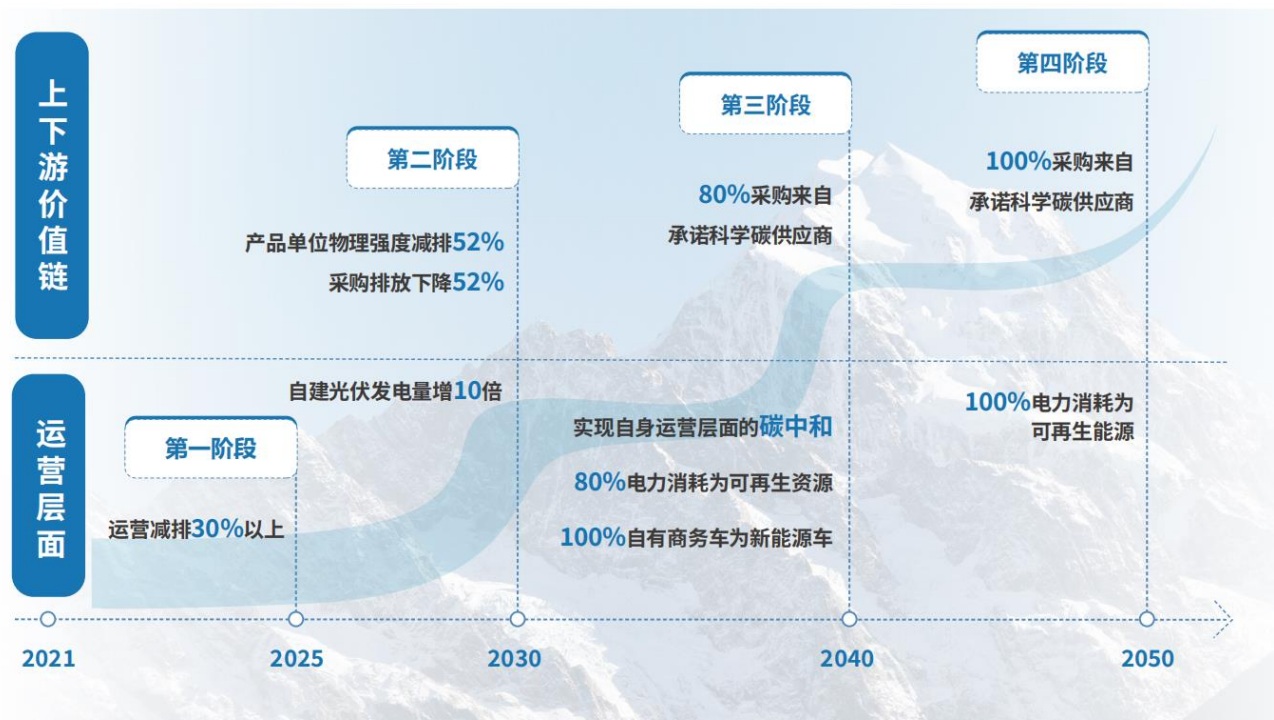 上下游价值链
第一阶段
运营减排30%以上
第二阶段
产品单位物理强度减排52%
采购排放下降52%
自建光伏发电量增10倍
第三阶段
80%采购来自
承诺科学碳供应商
实现自身运营层面的碳中和
80%电力消耗为可再生资源
100%自有商务车为新能源车
第四阶段
100%采购来自
承诺科学碳供应商
100%电力消耗为
可再生能源
运营层面
2021
2025
2030
2040
2050